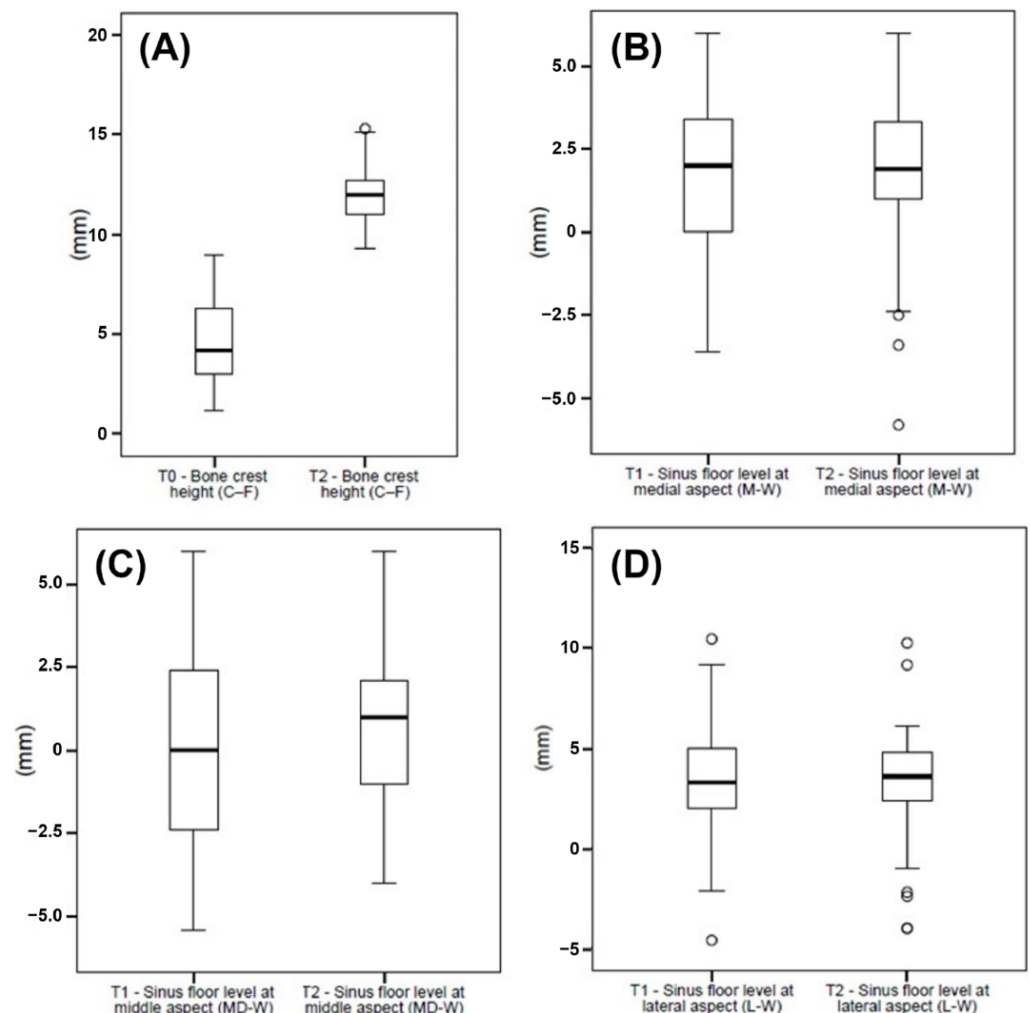 (A)
20
15
10
5
0
(mm)
T0 - Bone crest
height (C–F)
T2 - Bone crest
height (C–F)
(B)
5.0
2.5
0
−2.5
−5.0
(mm)
T1 - Sinus floor level at
medial aspect (M-W)
T2 - Sinus floor level at
medial aspect (M-W)
(C)
5.0
2.5
0
−2.5
−5.0
(mm)
T1 - Sinus floor level at
middle aspect (MD-W)
T2 - Sinus floor level at
middle aspect (MD-W)
(D)
15
10
5
0
−5
(mm)
T1 - Sinus floor level at
lateral aspect (L-W)
T2 - Sinus floor level at
lateral aspect (L-W)